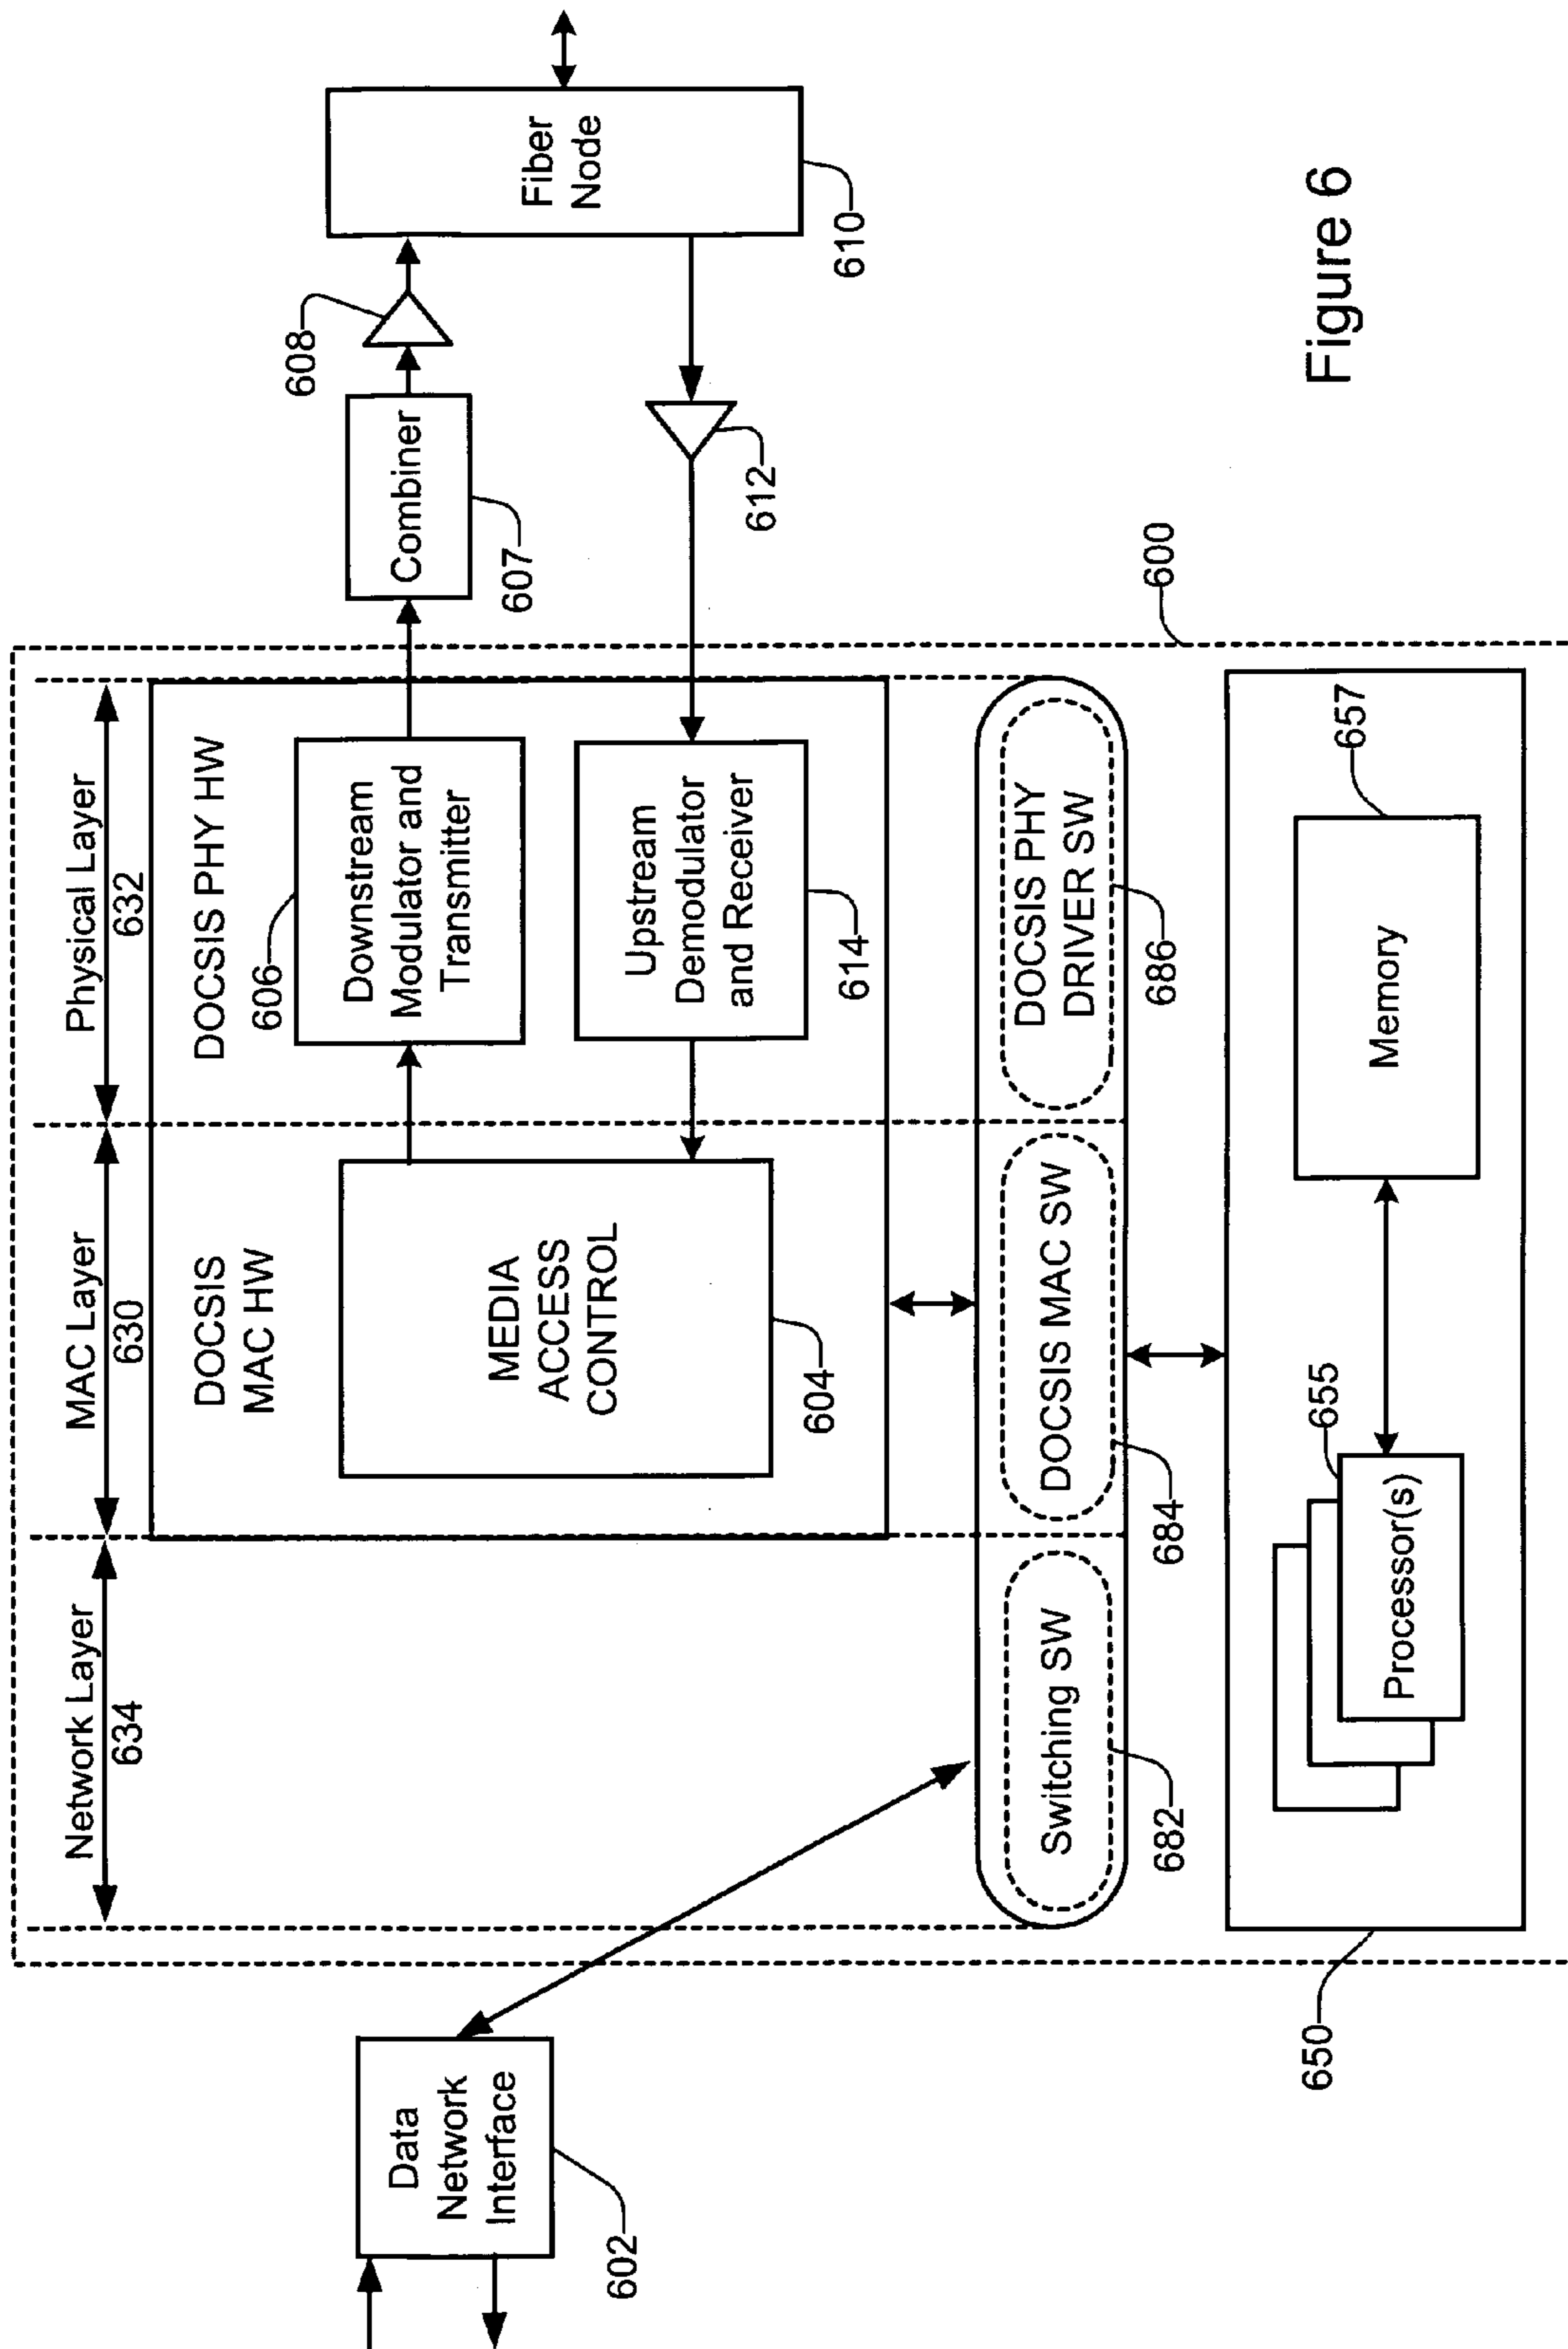 Network Layer
634
MAC Layer
630
Physical Layer
632
DOCSIS
MAC HW
DOCSIS PHY HW
606
Downstream
Modulator and
Transmitter
MEDIA
ACCESS
CONTROL
604
Upstream
Demodulator
and Receiver
614
Combiner
607
608
612
Fiber
Node
610
Data
Network
Interface
602
Switching SW
682
DOCSIS MAC SW
684
DOCSIS PHY
DRIVER SW
686
600
655
Processor(s)
Memory
657
650
Figure 6